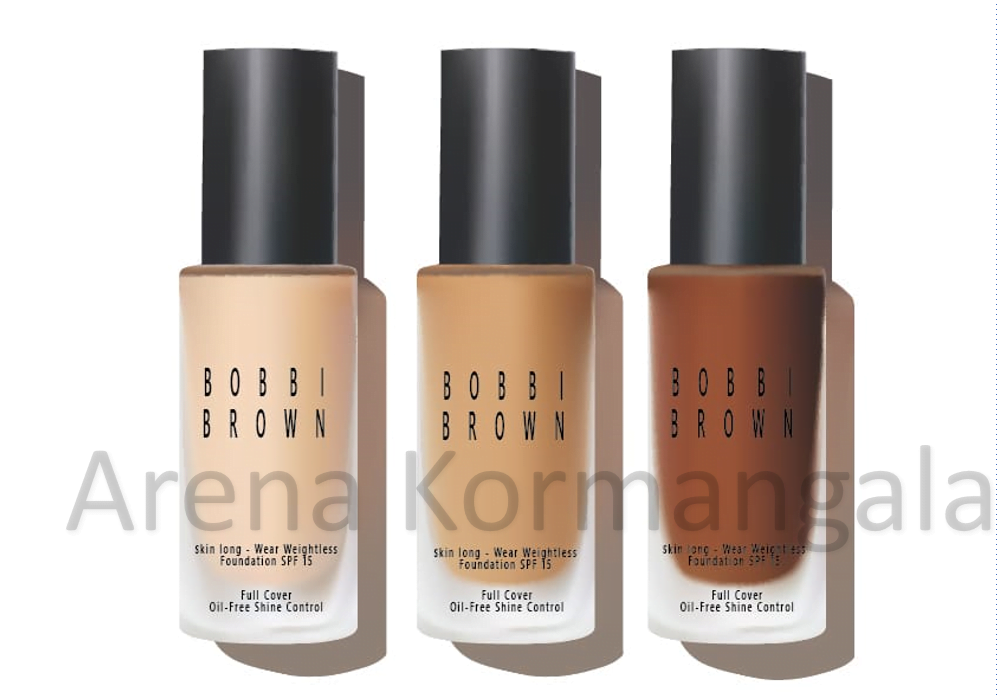 BOBBI
BROWN
Skin long - Wear Weightless
Foundation SPF 15
Full Cover
Oil-Free Shine Control
BOBBI
BROWN
Skin long - Wear Weightless
Foundation SPF 15
Full Cover
Oil-Free Shine Control
BOBBI
BROWN
Skin long - Wear Weightless
Foundation SPF 15
Full Cover
Oil-Free Shine Control
Arena Kormangala